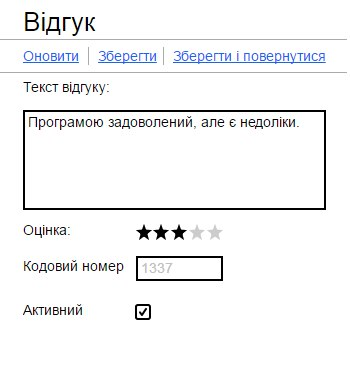 Відгук
Оновити Зберегти Зберегти і повернутися
Текст відгуку:
Програмою задоволений, але є недоліки.
Оцінка:
Кодовий номер 1337
Активний